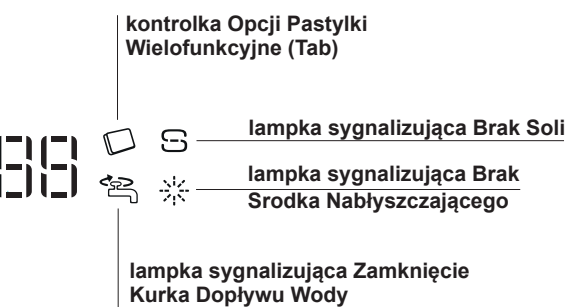 kontrolka Opcji Pastylki
Wielofunkcyjne (Tab)
lampka sygnalizująca Brak Soli
lampka sygnalizująca Brak
Srodka Nabłyszczającego
lampka sygnalizująca Zamknięcie
Kurka Dopływu Wody